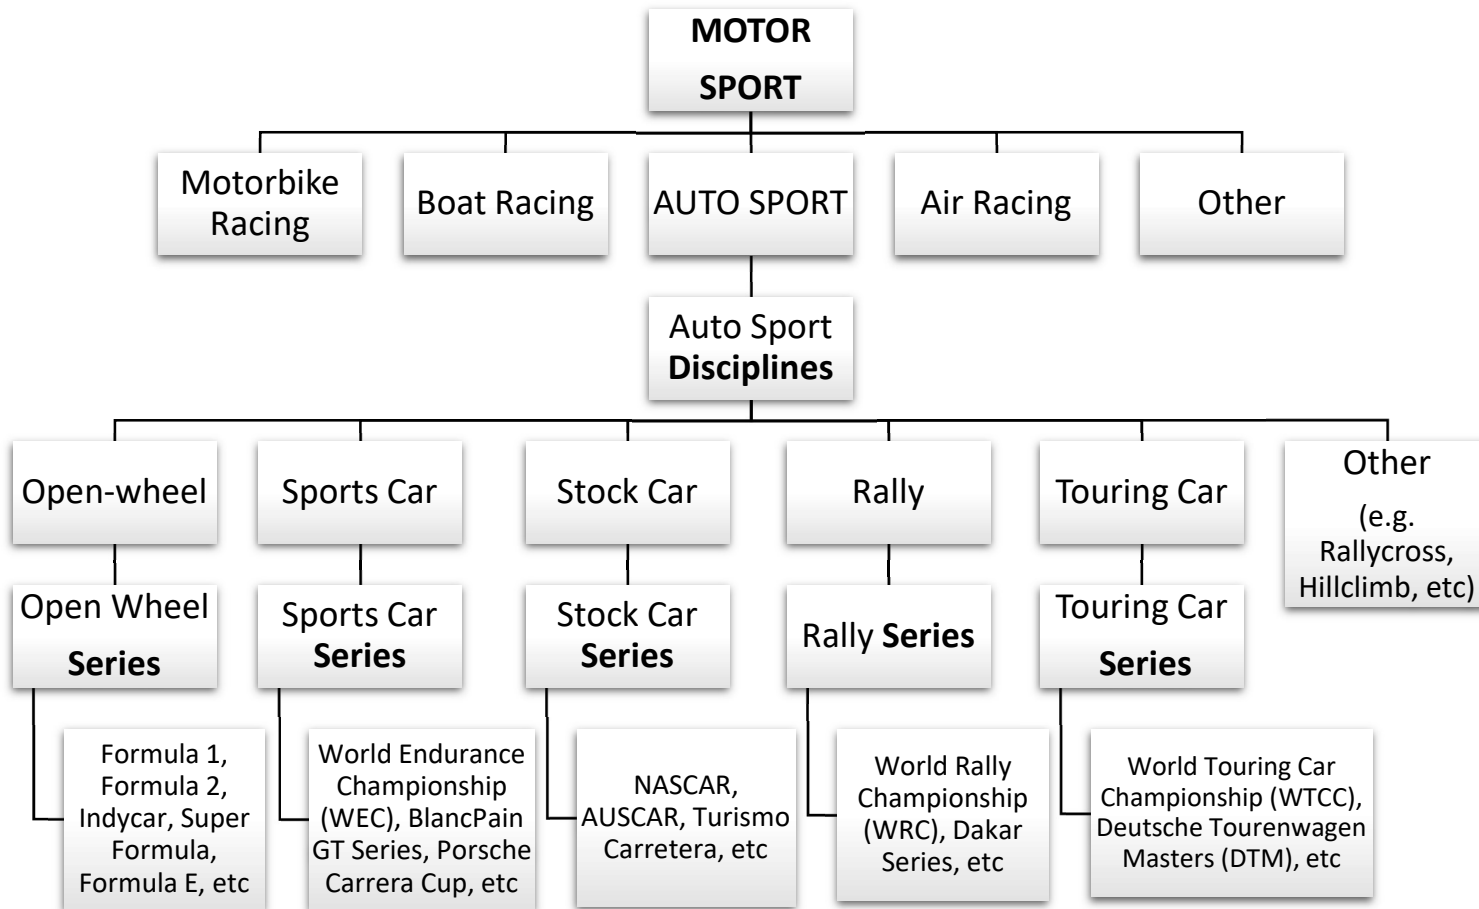 MOTOR
SPORT
Motorbike
Racing
Boat Racing
AUTO SPORT
Air Racing
Other
Auto Sport
Disciplines
Open-wheel
Sports Car
Stock Car
Rally
Touring Car
Other
(e.g.
Rallycross,
Hillclimb, etc)
Open Wheel
Series
Sports Car
Series
Stock Car
Series
Rally Series
Touring Car
Series
Formula 1,
Formula 2,
Indycar, Super
Formula,
Formula E, etc
World Endurance
Championship
(WEC), BlancPain
GT Series, Porsche
Carrera Cup, etc
NASCAR,
AUSCAR, Turismo
Carretera, etc
World Rally
Championship
(WRC), Dakar
Series, etc
World Touring Car
Championship (WTCC),
Deutsche Tourenwagen
Masters (DTM), etc